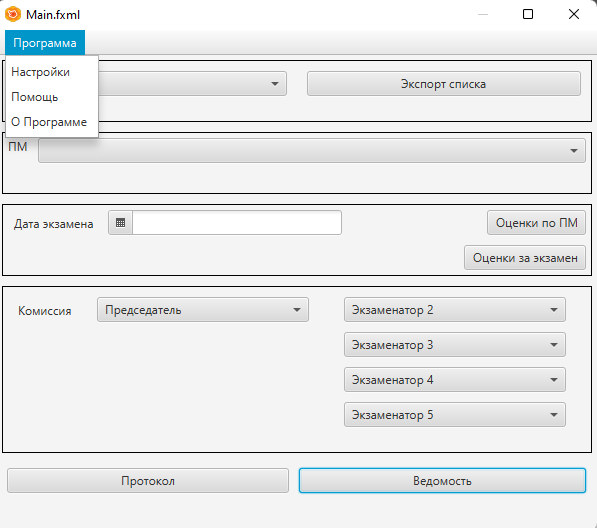 Main.fxml
Программа
Настройки
Помощь
О Программе
Экспорт списка
ПМ
Дата экзамена
Оценки по ПМ
Оценки за экзамен
Комиссия
Председатель
Экзаменатор 2
Экзаменатор 3
Экзаменатор 4
Экзаменатор 5
Протокол
Ведомость